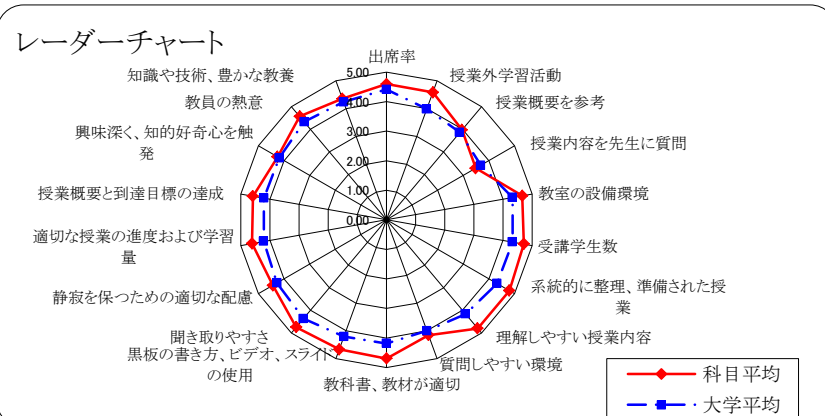 レーダーチャート
出席率
授業外学習活動
授業概要を参考
授業内容を先生に質問
教室の設備環境
受講学生数
系統的に整理、準備された授
業
理解しやすい授業内容
質問しやすい環境
教科書、教材が適切
黒板の書き方、ビデオ、スライド
の使用
聞き取りやすさ
静寂を保つための適切な配慮
適切な授業の進度および学習
量
授業概要と到達目標の達成
興味深く、知的好奇心を触
発
教員の熱意
知識や技術、豊かな教養
5.00
4.00
3.00
2.00
1.00
0.00
科目平均
大学平均